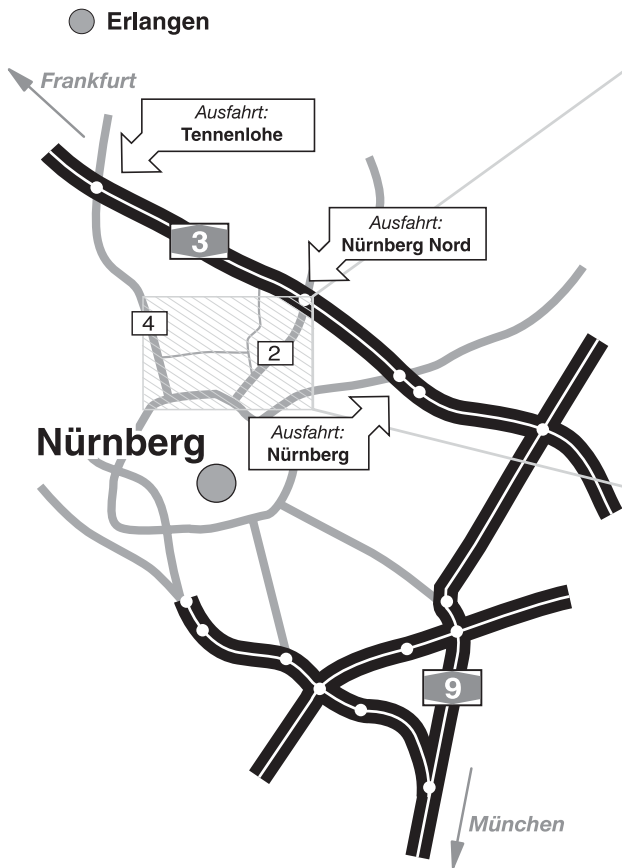 Erlangen
Frankfurt
Ausfahrt:
Tennenlohe
Ausfahrt:
Nürnberg Nord
3
4
2
Ausfahrt:
Nürnberg
Nürnberg
9
München